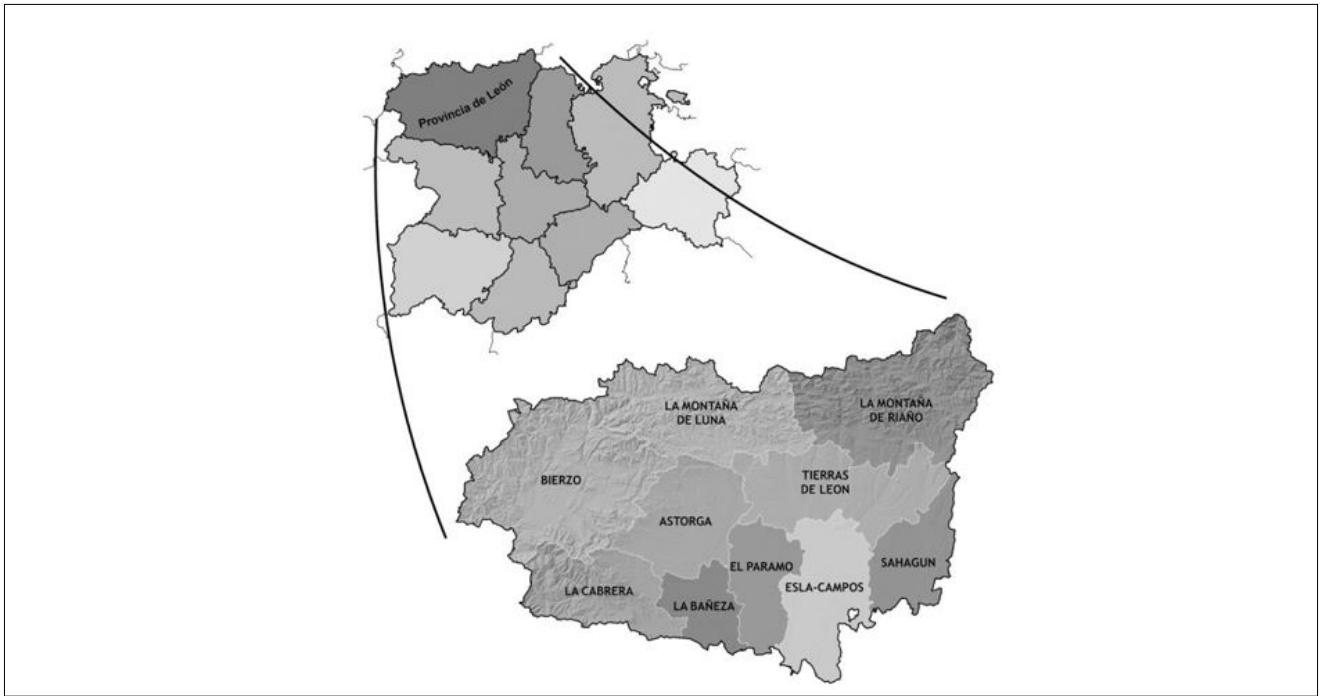 Provincia de León
LA MONTAÑA
DE LUNA
LA MONTAÑA
DE RIAÑO
BIERZO
TIERRAS
DE LEON
ASTORGA
EL PARAMO
SAHAGUN
ESLA-CAMPOS
LA CABRERA
LA BAÑEZA